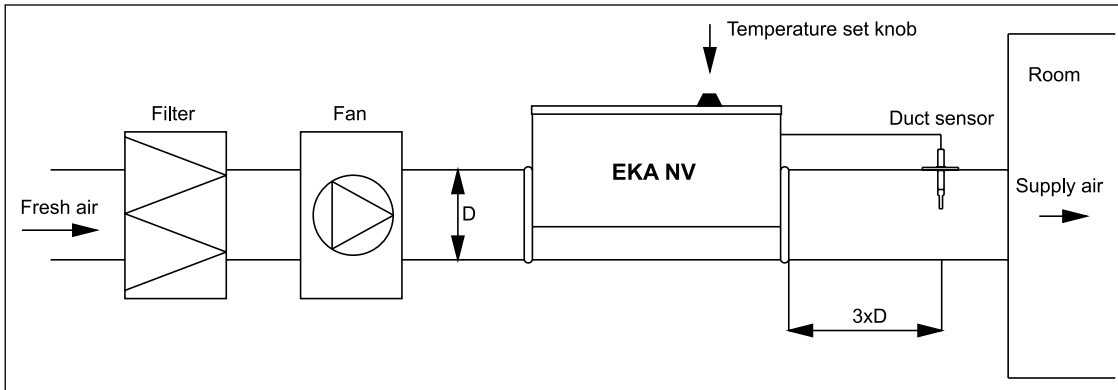 Temperature set knob
Room
Filter
Fan
Duct sensor
EKA NV
Fresh air
D
Supply air
3xD